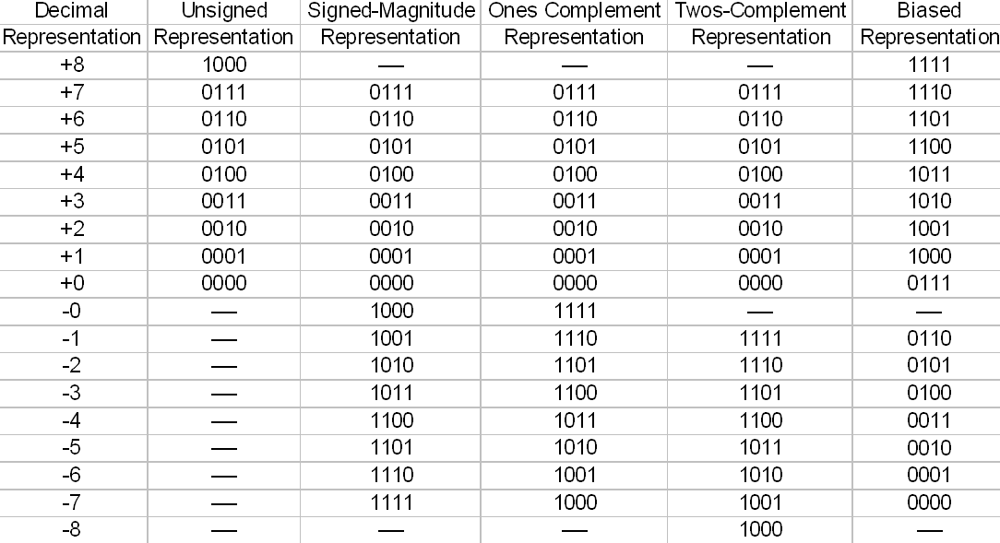 Decimal Unsigned Signed-Magnitude Ones Complement Twos-Complement Biased
Representation Representation Representation Representation Representation Representation
+8 1000 — — — 1111
+7 0111 0111 0111 0111 1110
+6 0110 0110 0110 0110 1101
+5 0101 0101 0101 0101 1100
+4 0100 0100 0100 0100 1011
+3 0011 0011 0011 0011 1010
+2 0010 0010 0010 0010 1001
+1 0001 0001 0001 0001 1000
+0 0000 0000 0000 0000 0111
-0 — 1000 1111 — —
-1 — 1001 1110 1111 0110
-2 — 1010 1101 1110 0101
-3 — 1011 1100 1101 0100
-4 — 1100 1011 1100 0011
-5 — 1101 1010 1011 0010
-6 — 1110 1001 1010 0001
-7 — 1111 1000 1001 0000
-8 — — — 1000 —